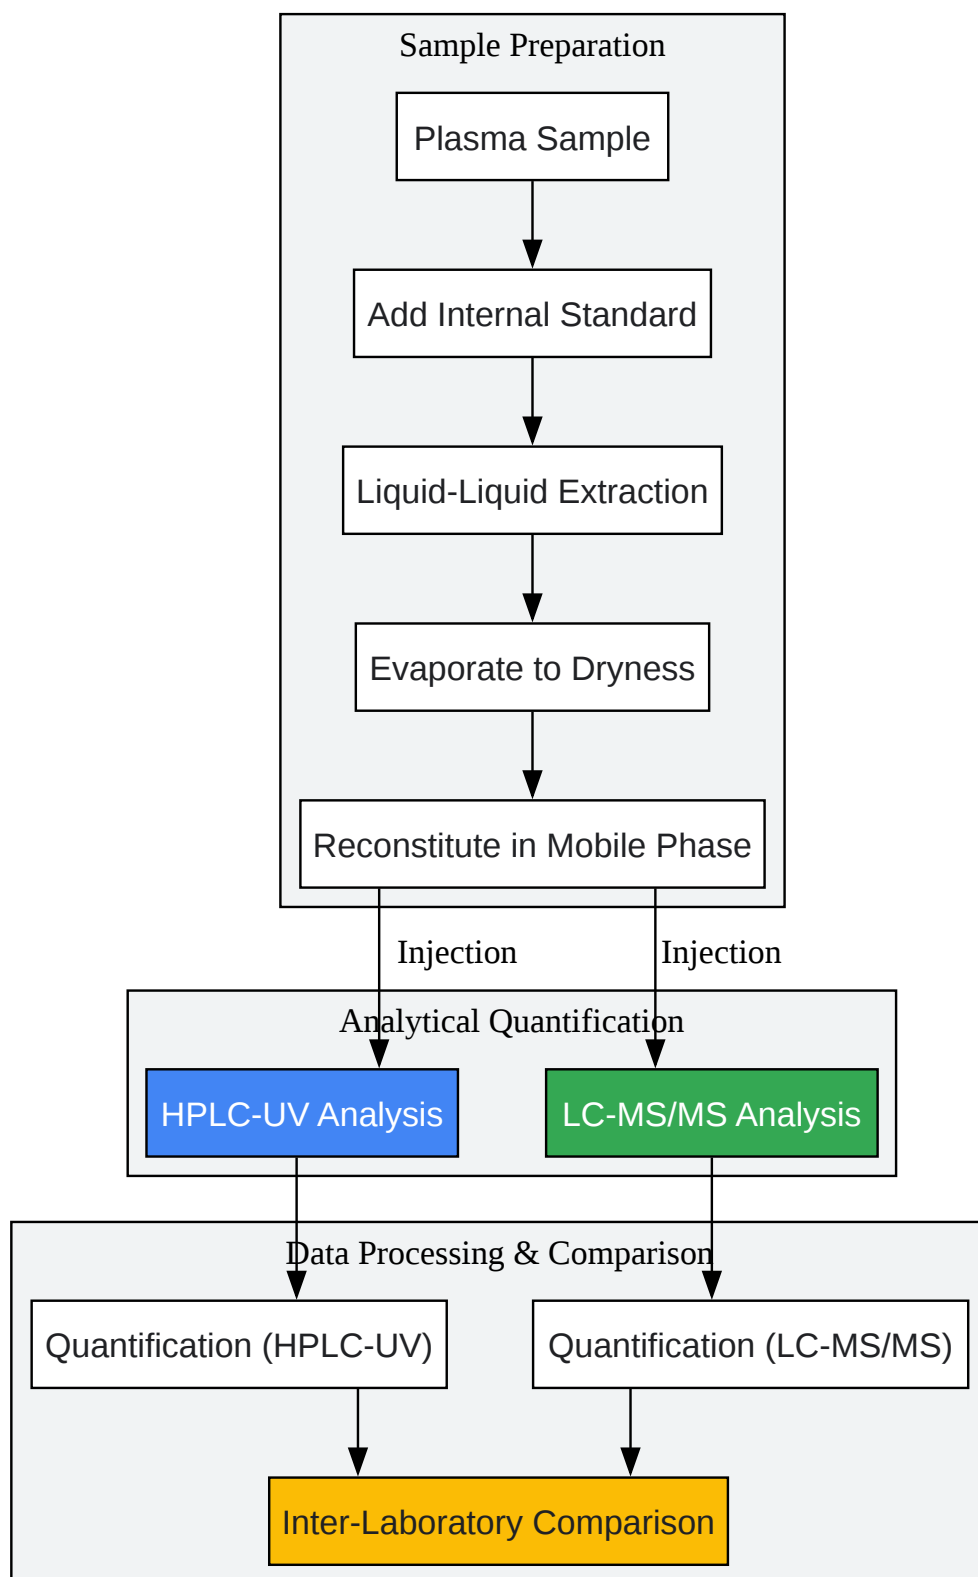 Sample Preparation
Plasma Sample
Add Internal Standard
Liquid-Liquid Extraction
Evaporate to Dryness
Reconstitute in Mobile Phase
Injection
Injection
Analytical Quantification
HPLC-UV Analysis
LC-MS/MS Analysis
Data Processing & Comparison
Quantification (HPLC-UV)
Quantification (LC-MS/MS)
Inter-Laboratory Comparison